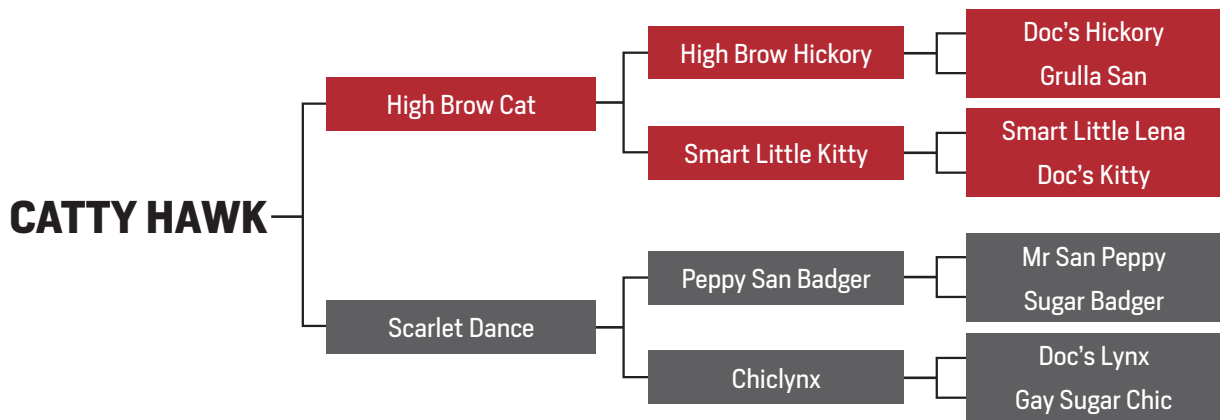 CATTY HAWK
High Brow Cat
Scarlet Dance
High Brow Hickory
Smart Little Kitty
Peppy San Badger
Chiclynx
Doc’s Hickory
Grulla San
Smart Little Lena
Doc’s Kitty
Mr San Peppy
Sugar Badger
Doc’s Lynx
Gay Sugar Chic